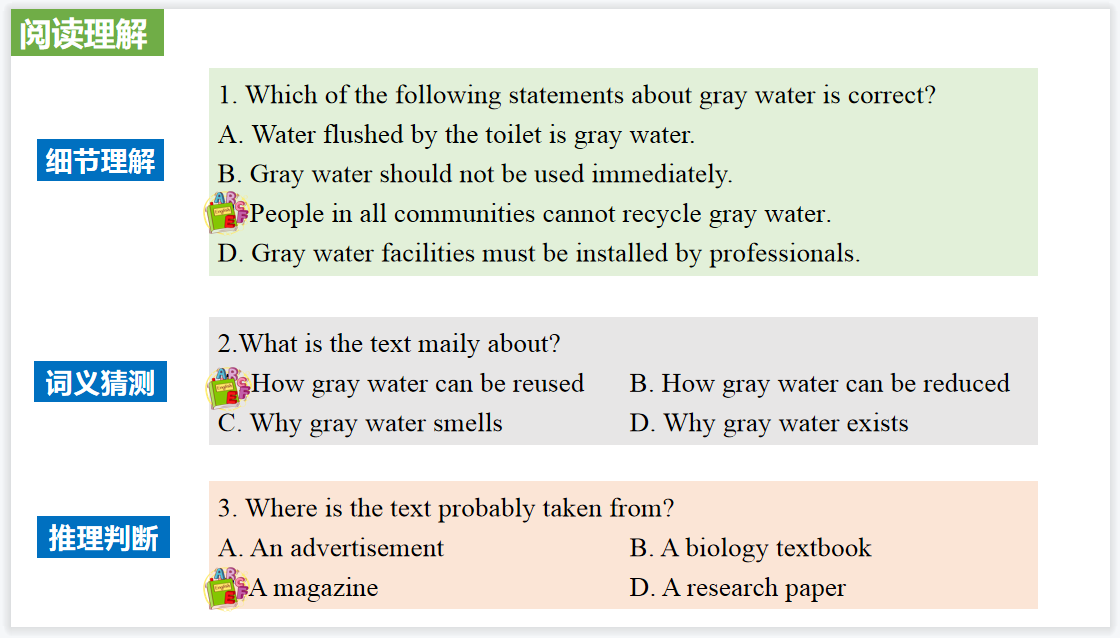 阅读理解
细节理解
1. Which of the following statements about gray water is correct?
A. Water flushed by the toilet is gray water.
B. Gray water should not be used immediately.
People in all communities cannot recycle gray water.
D. Gray water facilities must be installed by professionals.
词义猜测
2.What is the text maily about?
How gray water can be reused B. How gray water can be reduced
C. Why gray water smells D. Why gray water exists
推理判断
3. Where is the text probably taken from?
A. An advertisement B. A biology textbook
A magazine D. A research paper